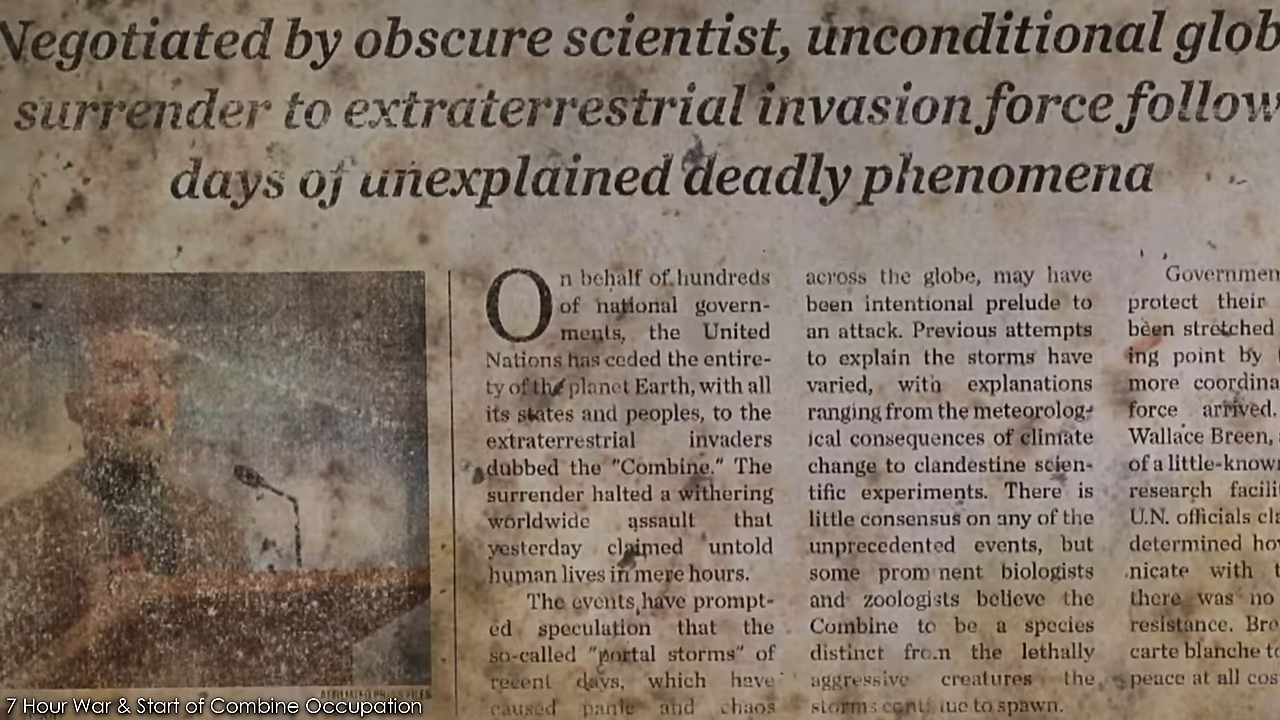 Negotiated by obscure scientist, unconditional glob
surrender to extraterrestrial invasion force follow
days of unexplained deadly phenomena
On behalf of hundreds
of national govern-
ments, the United
Nations has ceded the entire-
ty of the planet Earth, with all
its states and peoples, to the
extraterrestrial invaders
dubbed the "Combine." The
surrender halted a withering
worldwide assault that
yesterday claimed untold
human lives in mere hours.
The events have prompt-
ed speculation that the
so-called "portal storms" of
recent days, which have
caused panic and chaos
across the globe, may have
been intentional prelude to
an attack. Previous attempts
to explain the storms have
varied, with explanations
ranging from the meteorolog-
ical consequences of climate
change to clandestine scien-
tific experiments. There is
little consensus on any of the
unprecedented events, but
some prominent biologists
and zoologists believe the
Combine to be a species
distinct from the lethally
aggressive creatures the
storms continue to spawn.
Governmen
protect their
been stretched
ing point by
more coordina
force arrived.
Wallace Breen,
of a little-known
research facili
U.N. officials cla
determined how
nicate with t
there was no
resistance. Bre
carte blanche to
peace at all cos
7 Hour War & Start of Combine Occupation